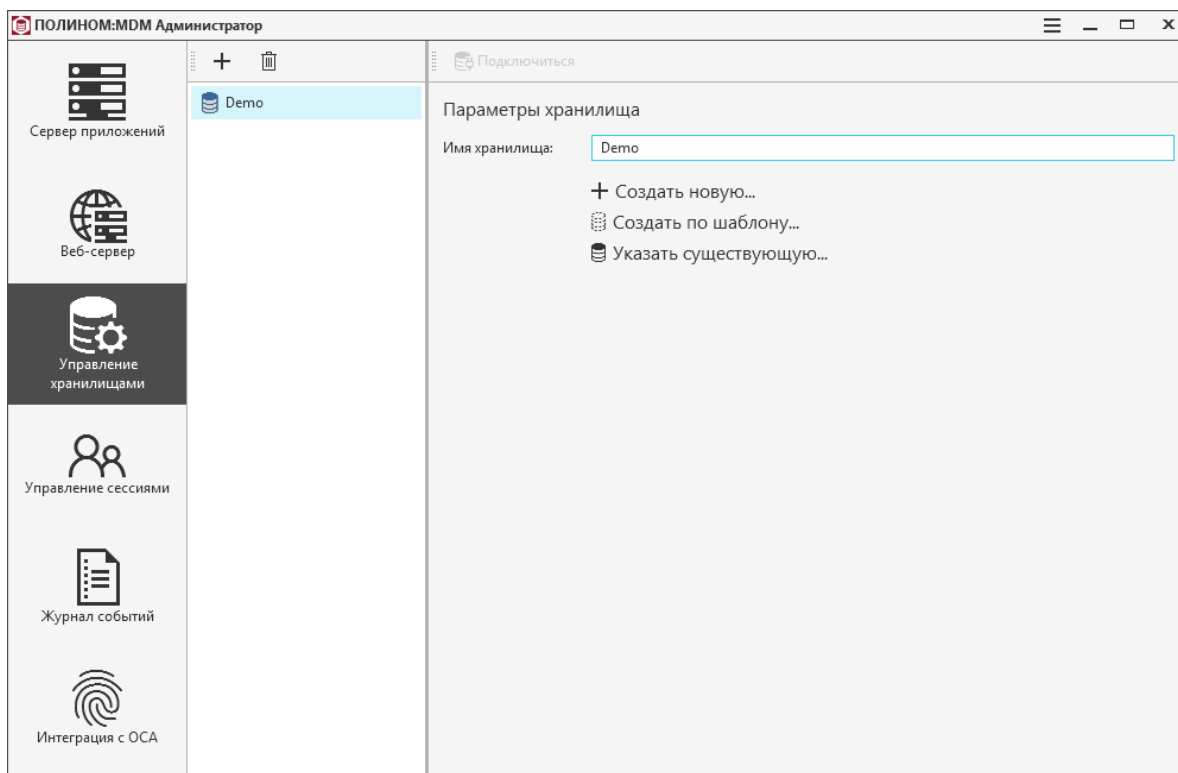 ПОЛИНОМ:MDM Администратор
Сервер приложений
Веб-сервер
Управление
хранилищами
Управление сессиями
Журнал событий
Интеграция с ОСА
Demo
Подключиться
Параметры хранилища
Имя хранилища: Demo
Создать новую...
Создать по шаблону...
Указать существующую...